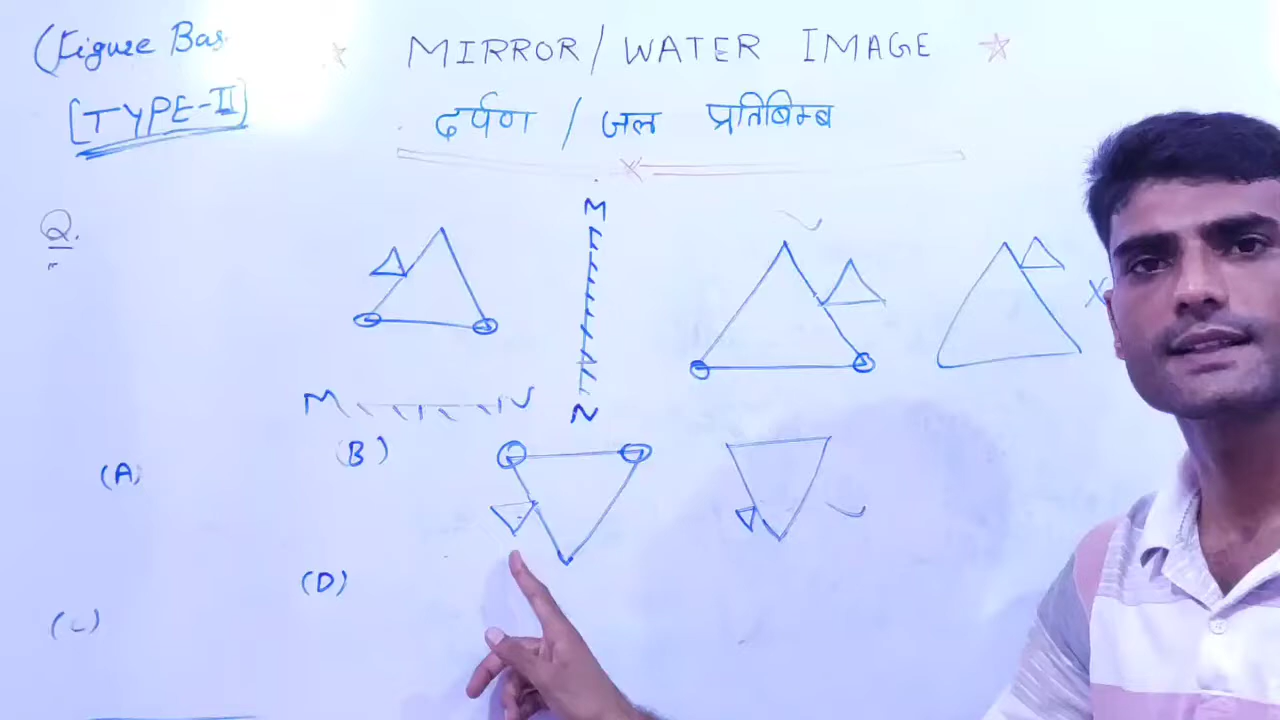 (Figure Bas
MIRROR / WATER IMAGE
[TYPE-II]
दर्पण / जल प्रतिबिम्ब
Q.
M
N
M N
(A)
(B)
(C)
(D)